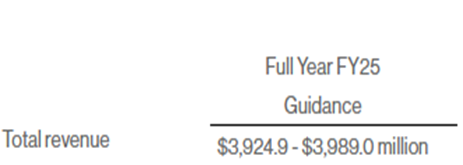 Full Year FY25
Guidance
Total revenue
$3,924.9 - $3,989.0 million